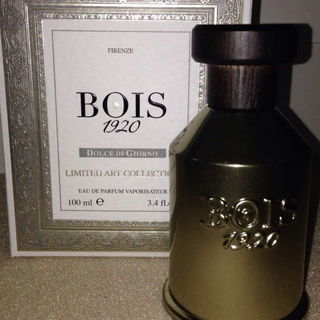 FIRENZE
BOIS
1920
DOLCE DI GIORNO
LIMITED ART COLLECTIO
EAU DE PARFUM VAPORISATEUR
100 ml e 3.4 fl.
BOIS
1920